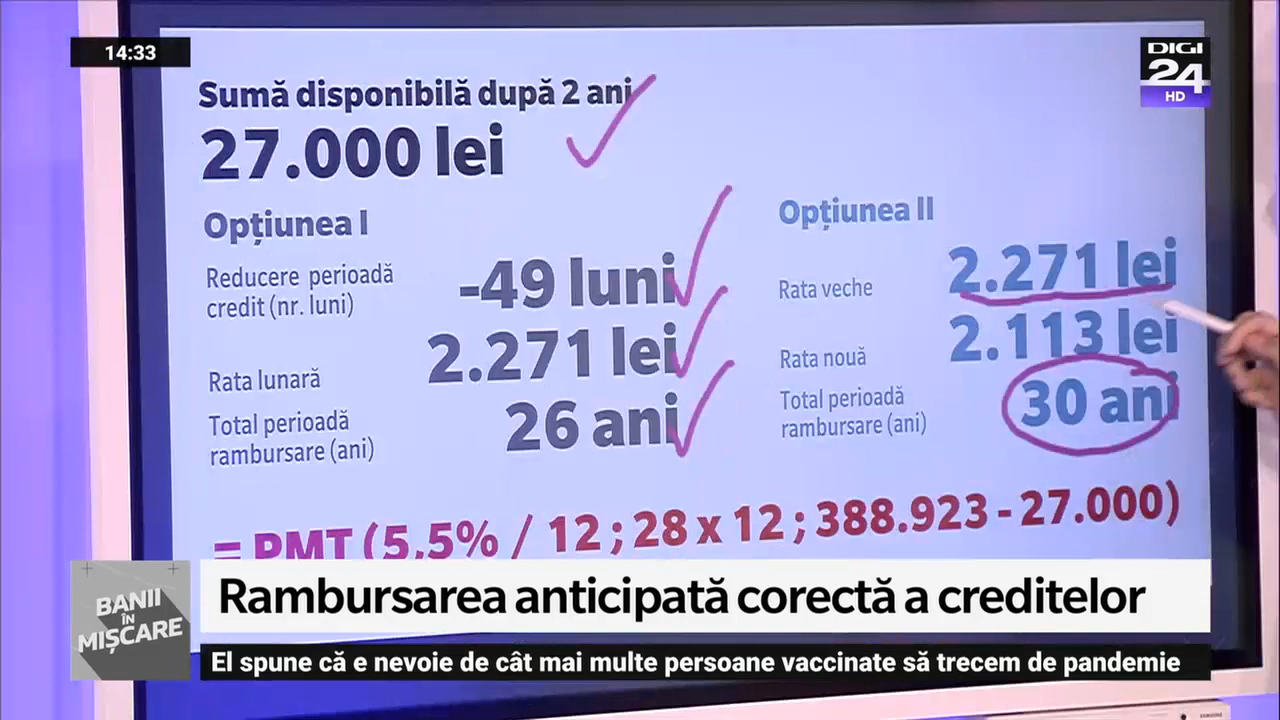 14:33
DIGI
24
HD
Sumă disponibilă după 2 ani
27.000 lei
Opțiunea I
Reducere perioadă
credit (nr. luni)
-49 luni
Rata lunară
2.271 lei
Total perioadă
rambursare (ani)
26 ani
Opțiunea II
Rata veche
2.271 lei
Rata nouă
2.113 lei
Total perioadă
rambursare (ani)
30 ani
= PMT (5,5% / 12 ; 28 x 12 ; 388.923 - 27.000)
BANII
ÎN
MIȘCARE
Rambursarea anticipată corectă a creditelor
El spune că e nevoie de cât mai multe persoane vaccinate să trecem de pandemie
SAMSUNG